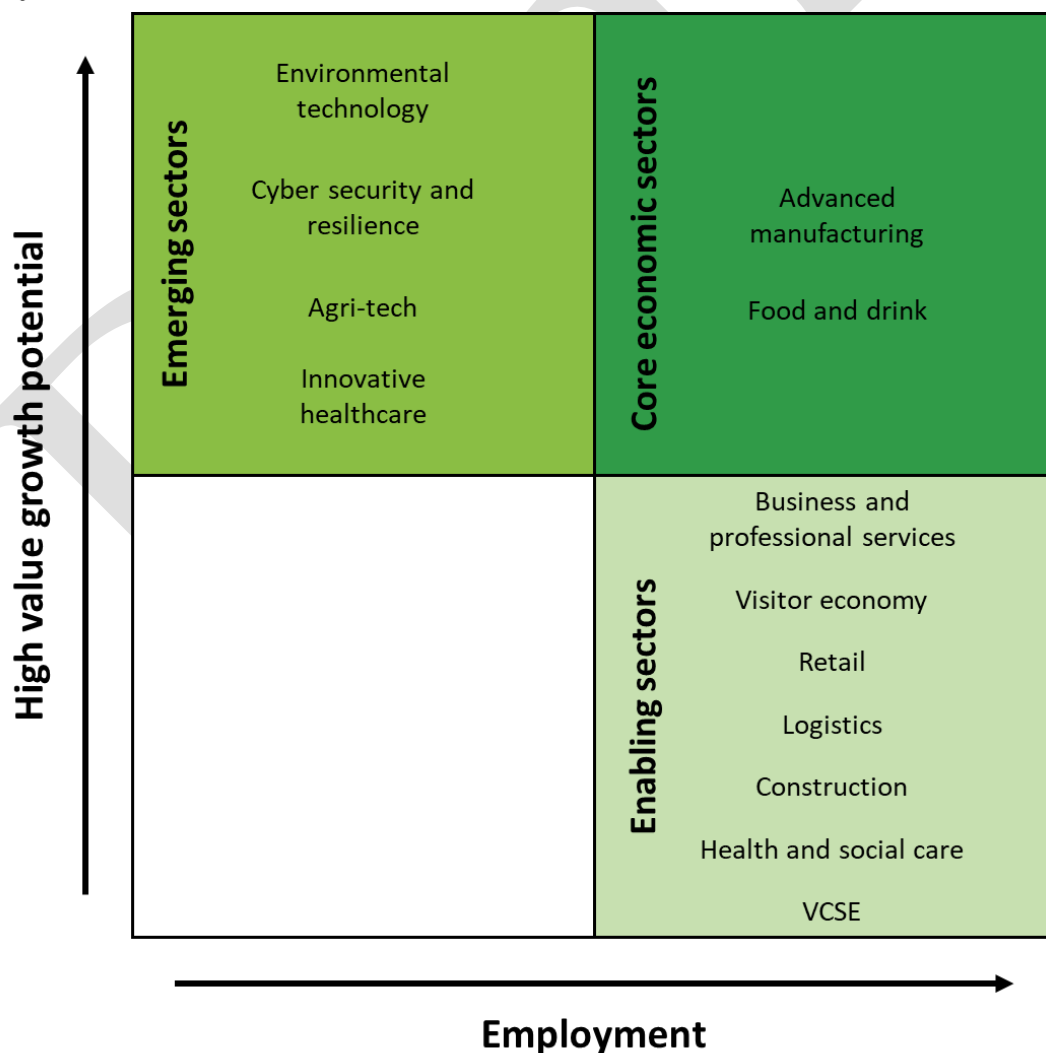 High value growth potential
Emerging sectors
Environmental
technology
Cyber security and
resilience
Agri-tech
Innovative
healthcare
Core economic sectors
Advanced
manufacturing
Food and drink
Enabling sectors
Business and
professional services
Visitor economy
Retail
Logistics
Construction
Health and social care
VCSE
Employment